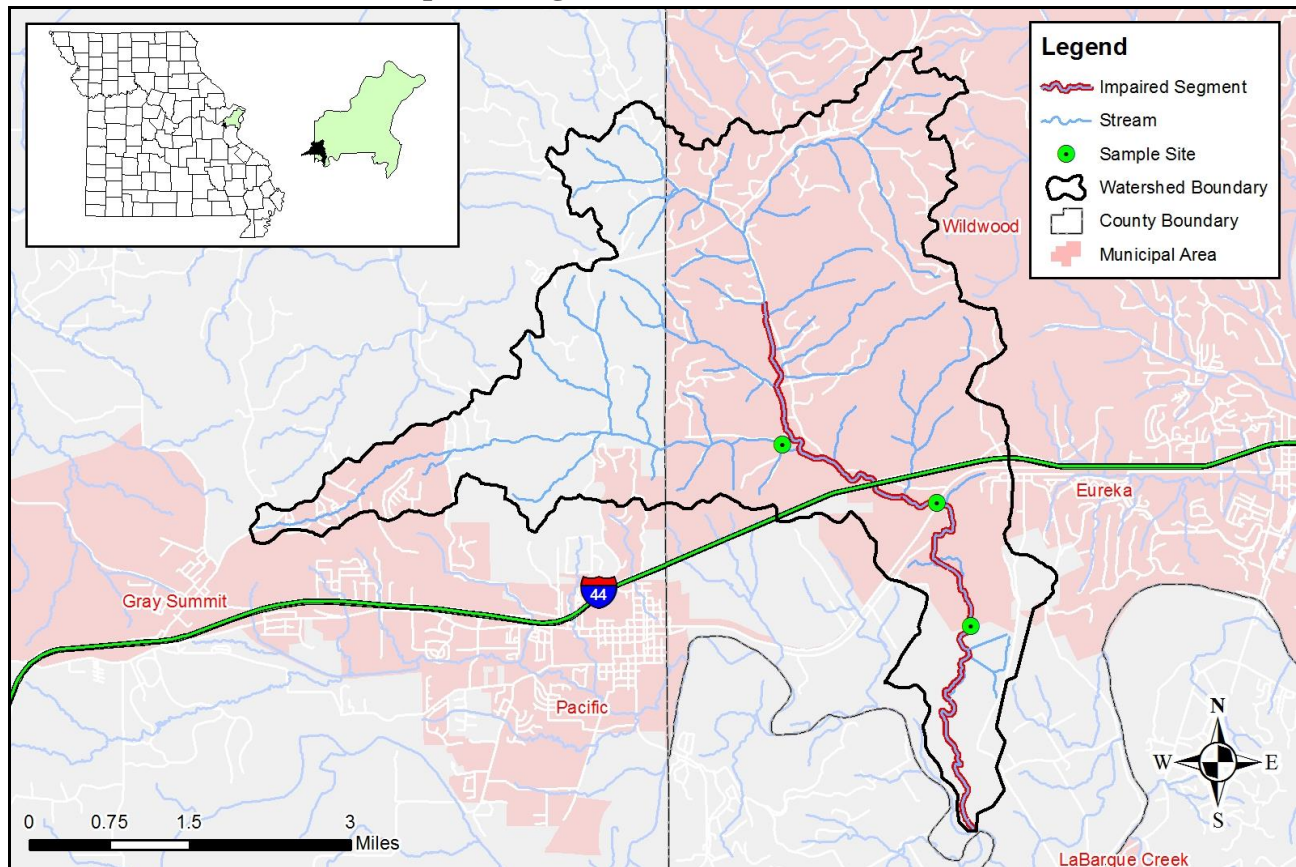 Legend
Impaired Segment
Stream
Sample Site
Watershed Boundary
County Boundary
Municipal Area
Wildwood
Eureka
Gray Summit
44
Pacific
N
W E
S
0 0.75 1.5 3
Miles
LaBarque Creek